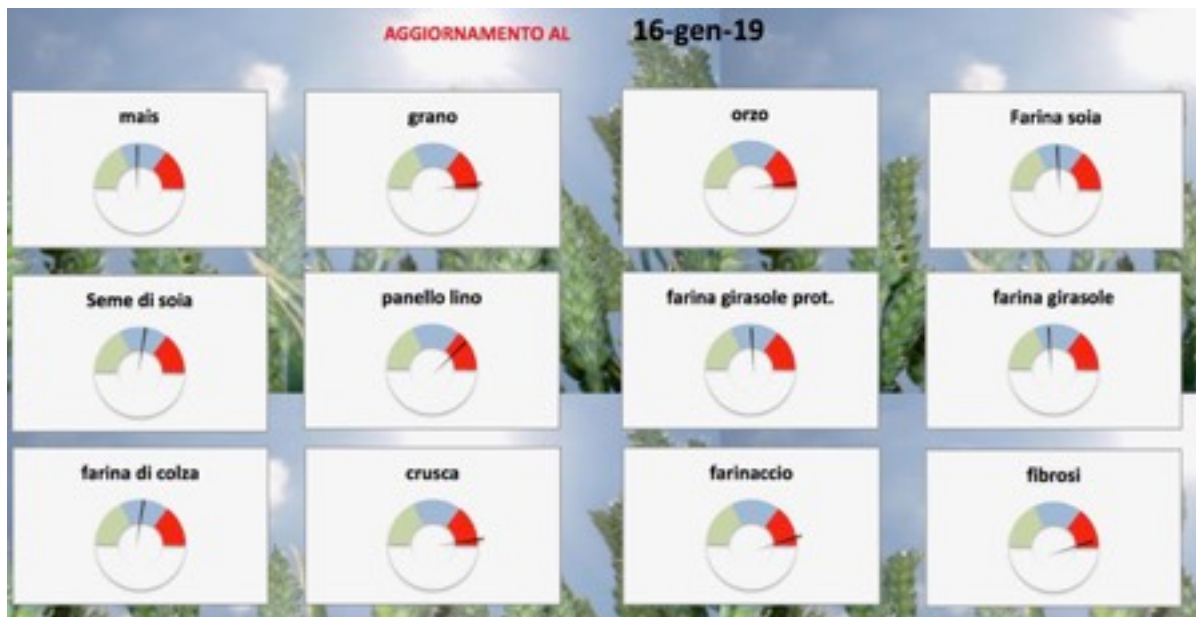 AGGIORNAMENTO AL 16-gen-19
mais
grano
orzo
Farina soia
Seme di soia
panello lino
farina girasole prot.
farina girasole
farina di colza
crusca
farinaccio
fibrosi